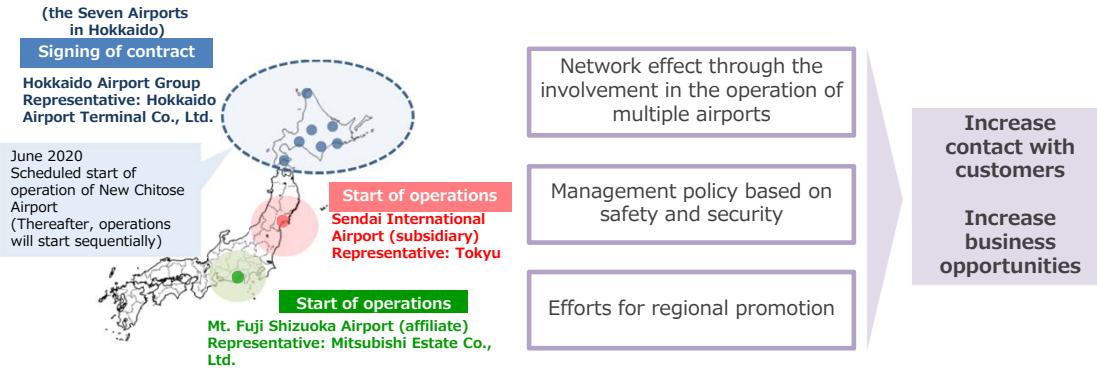 (the Seven Airports
in Hokkaido)
Signing of contract
Hokkaido Airport Group
Representative: Hokkaido
Airport Terminal Co., Ltd.
June 2020
Scheduled start of
operation of New Chitose
Airport
(Thereafter, operations
will start sequentially)
Start of operations
Sendai International
Airport (subsidiary)
Representative: Tokyu
Start of operations
Mt. Fuji Shizuoka Airport (affiliate)
Representative: Mitsubishi Estate Co.,
Ltd.
Network effect through the
involvement in the operation of
multiple airports
Management policy based on
safety and security
Efforts for regional promotion
Increase
contact with
customers
Increase
business
opportunities